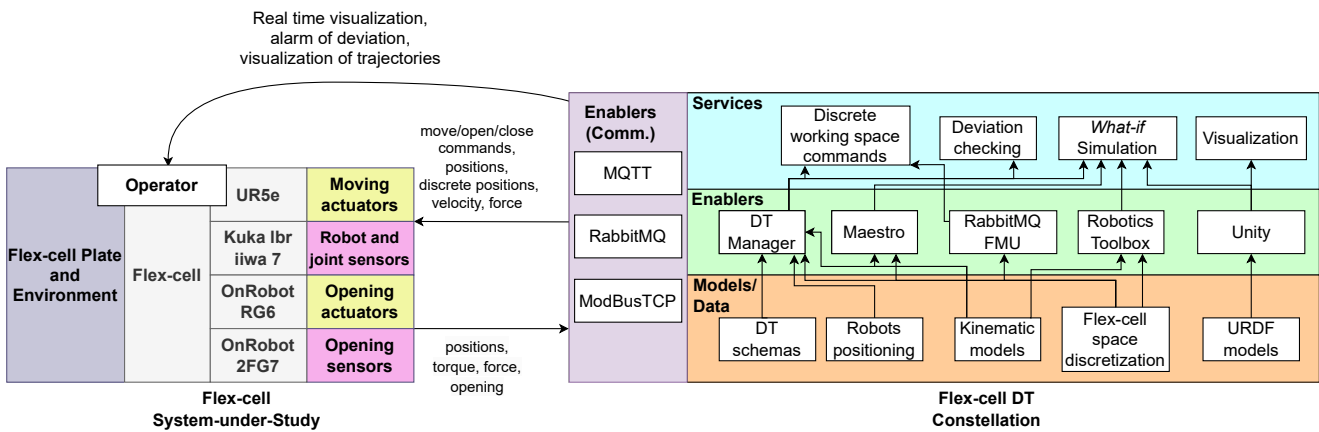 Real time visualization,
alarm of deviation,
visualization of trajectories
Operator
Flex-cell Plate
and
Environment
Flex-cell
UR5e
Kuka lbr
iiwa 7
OnRobot
RG6
OnRobot
2FG7
Moving
actuators
Robot and
joint sensors
Opening
actuators
Opening
sensors
Flex-cell
System-under-Study
move/open/close
commands,
positions,
discrete positions,
velocity, force
positions,
torque, force,
opening
Enablers
(Comm.)
MQTT
RabbitMQ
ModBusTCP
Services
Discrete
working space
commands
Deviation
checking
What-if
Simulation
Visualization
Enablers
DT
Manager
Maestro
RabbitMQ
FMU
Robotics
Toolbox
Unity
Models/
Data
DT
schemas
Robots
positioning
Kinematic
models
Flex-cell
space
discretization
URDF
models
Flex-cell DT
Constellation